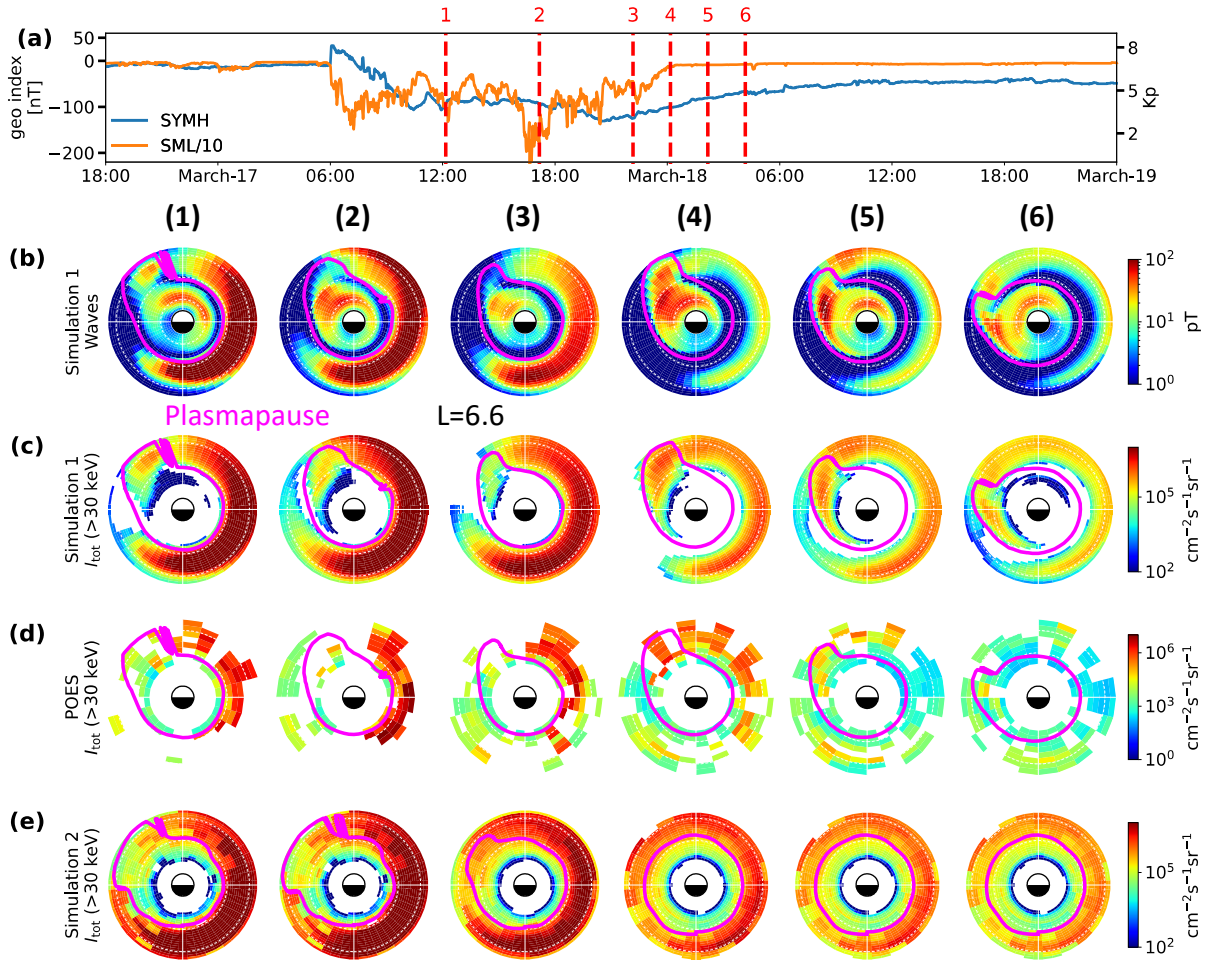 1 2 3 4 5 6
(a)
50
0
−100
−200
geo index
[nT]
SYMH
SML/10
8
5
2
Kp
18:00 March-17 06:00 12:00 18:00 March-18 06:00 12:00 18:00 March-19
(1) (2) (3) (4) (5) (6)
(b)
Simulation 1
Waves
10²
10¹
10⁰
pT
Plasmapause L=6.6
(c)
Simulation 1
Itot (>30 keV)
10⁵
10²
cm⁻²s⁻¹sr⁻¹
(d)
POES
Itot (>30 keV)
10⁶
10³
10⁰
cm⁻²s⁻¹sr⁻¹
(e)
Simulation 2
Itot (>30 keV)
10⁵
10²
cm⁻²s⁻¹sr⁻¹